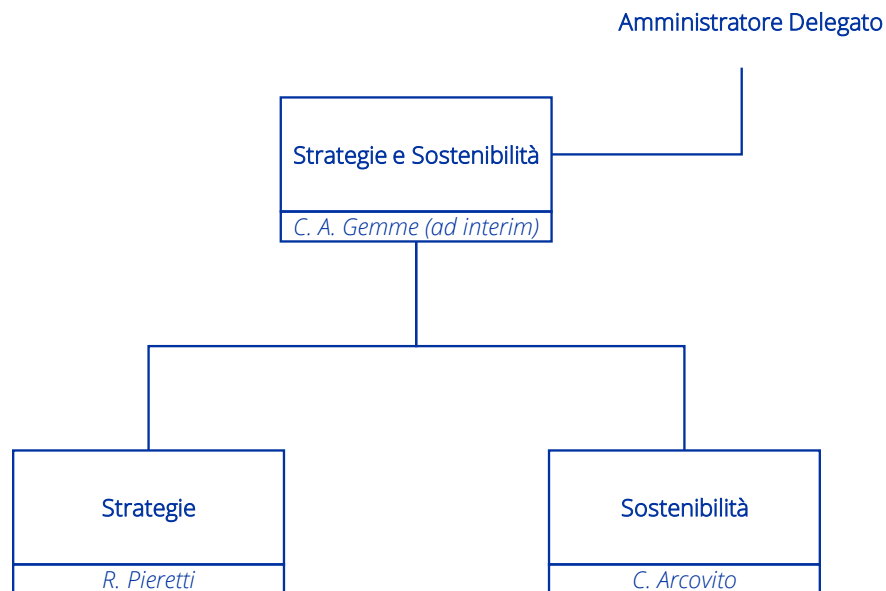 Amministratore Delegato
Strategie e Sostenibilità
C. A. Gemme (ad interim)
Strategie
R. Pieretti
Sostenibilità
C. Arcovito